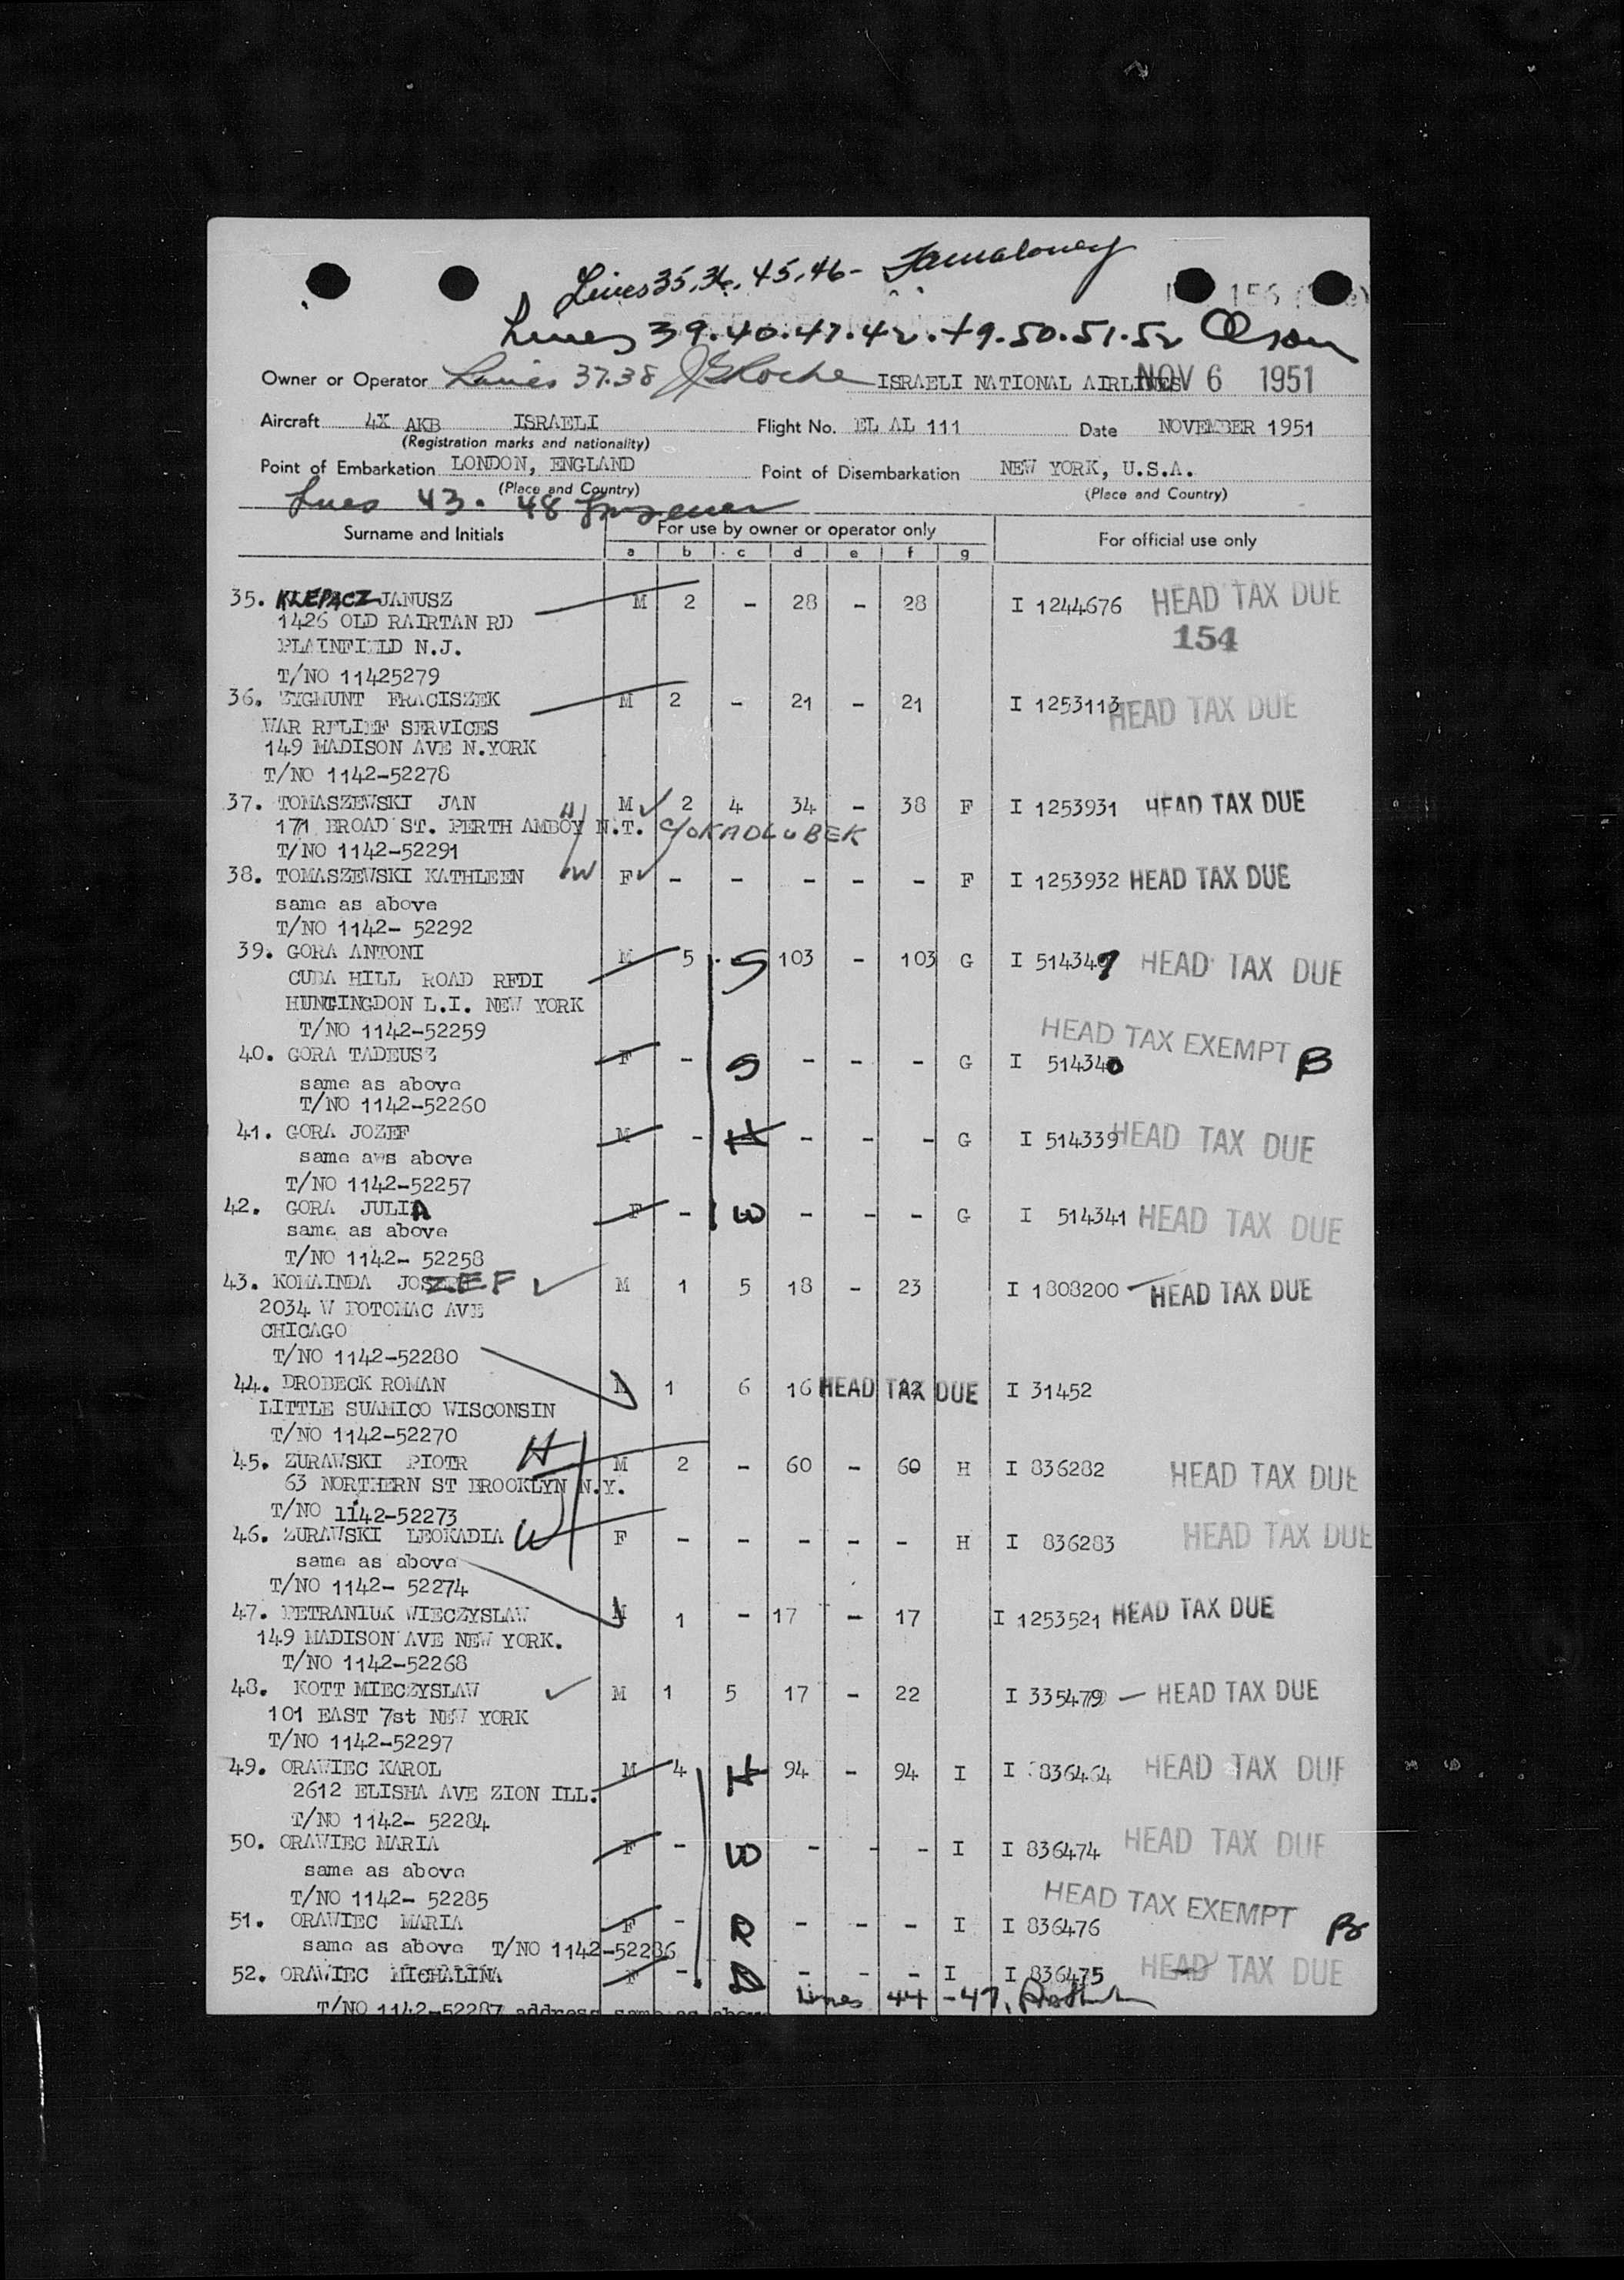 Lines 35, 36, 45, 46 -
156
Lines 39. 40. 41. 42. 49. 50. 51. 52 Olson
Owner or Operator Lines 37.38 JERoche ISRAELI NATIONAL AIRLINES NOV 6 1951
Aircraft 4X AKB ISRAELI Flight No. EL AL 111 Date NOVEMBER 1951
(Registration marks and nationality)
Point of Embarkation LONDON, ENGLAND Point of Disembarkation NEW YORK, U.S.A.
(Place and Country) (Place and Country)
Lines 43. 48
Surname and Initials For use by owner or operator only For official use only
a b c d e f g
35. KLEPACZ JANUSZ M 2 - 28 - 28 I 1244676 HEAD TAX DUE
1426 OLD RAIRTAN RD 154
PLAINFIELD N.J.
T/NO 11425279
36. ZYGMUNT FRACISZEK M 2 - 21 - 21 I 1253113 HEAD TAX DUE
WAR RELIEF SERVICES
149 MADISON AVE N.YORK
T/NO 1142-52278
37. TOMASZEWSKI JAN H M 2 4 34 - 38 F I 1253931 HEAD TAX DUE
171 BROAD ST. PERTH AMBOY N.T. C/O KADLUBEK
T/NO 1142-52291
38. TOMASZEWSKI KATHLEEN W F - - - - - F I 1253932 HEAD TAX DUE
same as above
T/NO 1142- 52292
39. GORA ANTONI M 5 S 103 - 103 G I 514347 HEAD TAX DUE
CUBA HILL ROAD RFDI
HUNGINGDON L.I. NEW YORK
T/NO 1142-52259
HEAD TAX EXEMPT B
40. GORA TADEUSZ F - S - - - G I 514340
same as above
T/NO 1142-52260
41. GORA JOZEF M - H - - - G I 514339 HEAD TAX DUE
same aws above
T/NO 1142-52257
42. GORA JULIA F - W - - - G I 514341 HEAD TAX DUE
same as above
T/NO 1142- 52258
43. KOMAINDA JOSZEF M 1 5 18 - 23 I 1808200 HEAD TAX DUE
2034 W POTOMAC AVE
CHICAGO
T/NO 1142-52280
44. DROBECK ROMAN M 1 6 16 HEAD TAX DUE 22 I 31452
LITTLE SUAMICO WISCONSIN
T/NO 1142-52270
45. ZURAWSKI PIOTR H M 2 - 60 - 60 H I 836282 HEAD TAX DUE
63 NORTHERN ST BROOKLYN N.Y.
T/NO 1142-52273
46. ZURAWSKI LEOKADIA W F - - - - - H I 836283 HEAD TAX DUE
same as above
T/NO 1142- 52274
47. PETRANIUK WIECZYSLAW M 1 - 17 - 17 I 1253521 HEAD TAX DUE
149 MADISON AVE NEW YORK.
T/NO 1142-52268
48. KOTT MIECZYSLAW M 1 5 17 - 22 I 335479 - HEAD TAX DUE
101 EAST 7st NEW YORK
T/NO 1142-52297
49. ORAWIEC KAROL M 4 H 94 - 94 I I 836464 HEAD TAX DUE
2612 ELISHA AVE ZION ILL.
T/NO 1142- 52284
50. ORAWIEC MARIA F - W - - - I I 836474 HEAD TAX DUE
same as above
T/NO 1142- 52285
HEAD TAX EXEMPT
51. ORAWIEC MARIA F - R - - - I I 836476
same as above T/NO 1142-52286
52. ORAWIEC MICHALINA F - D - - - I I 836475 HEAD TAX DUE
Lines 44 - 47,
T/NO 1142-52287 address same as above